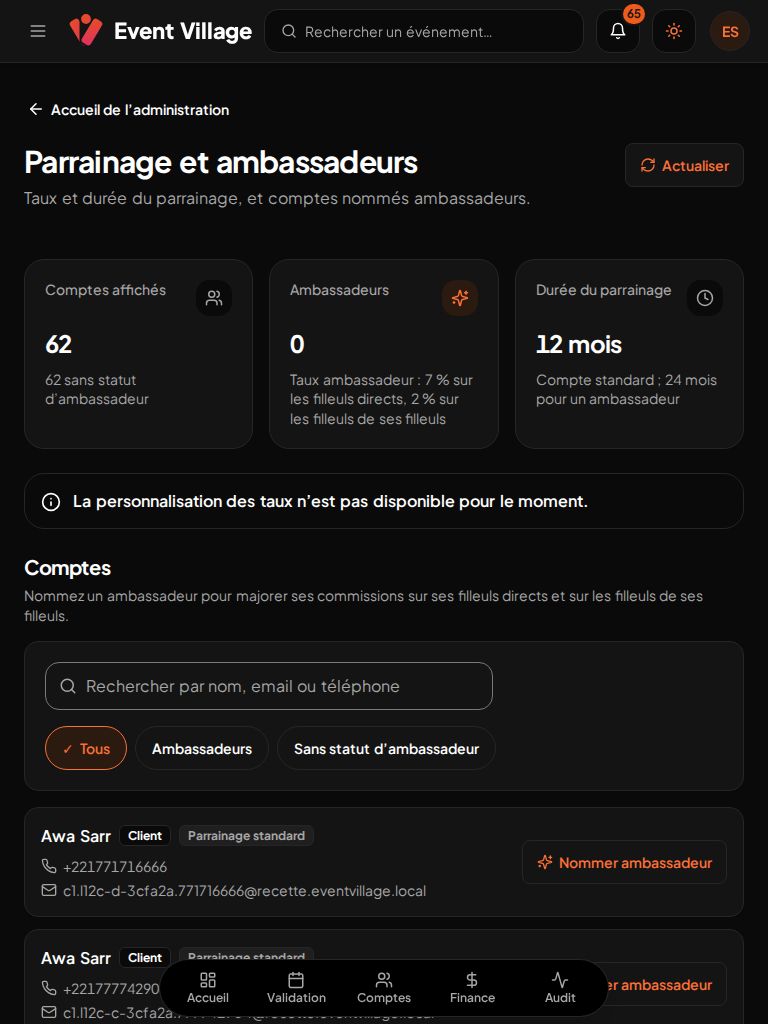 Event Village
Rechercher un événement...
65
ES
Accueil de l'administration
Parrainage et ambassadeurs
Taux et durée du parrainage, et comptes nommés ambassadeurs.
Actualiser
Comptes affichés
62
62 sans statut
d'ambassadeur
Ambassadeurs
0
Taux ambassadeur : 7 % sur
les filleuls directs, 2 % sur
les filleuls de ses filleuls
Durée du parrainage
12 mois
Compte standard ; 24 mois
pour un ambassadeur
La personnalisation des taux n'est pas disponible pour le moment.
Comptes
Nommez un ambassadeur pour majorer ses commissions sur ses filleuls directs et sur les filleuls de ses
filleuls.
Rechercher par nom, email ou téléphone
✓ Tous
Ambassadeurs
Sans statut d'ambassadeur
Awa Sarr Client Parrainage standard
+221771716666
c1.l12c-d-3cfa2a.771716666@recette.eventvillage.local
Nommer ambassadeur
Awa Sarr Client Parrainage standard
+22177774290
ambassadeur
Accueil
Validation
Comptes
Finance
Audit